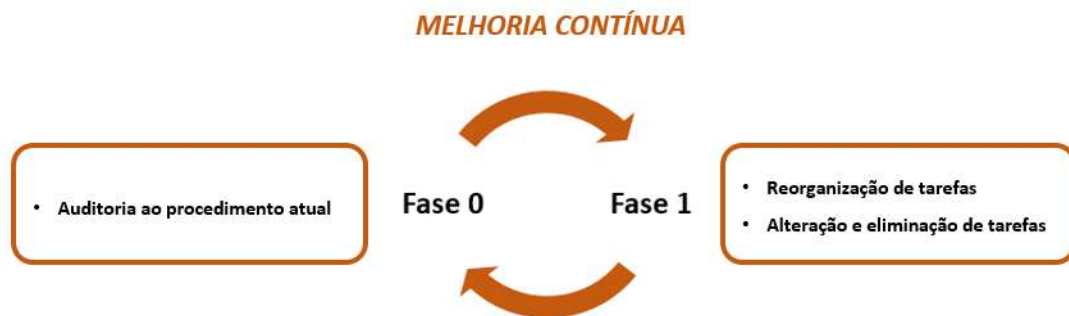 MELHORIA CONTÍNUA
• Auditoria ao procedimento atual
Fase 0
Fase 1
• Reorganização de tarefas
• Alteração e eliminação de tarefas